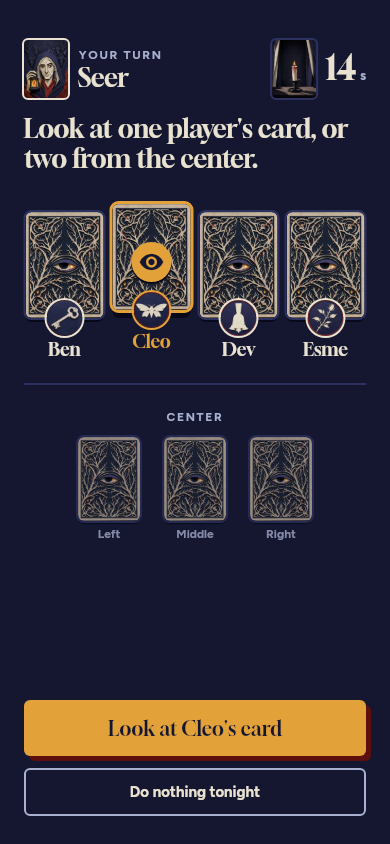 YOUR TURN
Seer
14 s
Look at one player's card, or
two from the center.
Ben
Cleo
Dev
Esme
CENTER
Left
Middle
Right
Look at Cleo's card
Do nothing tonight